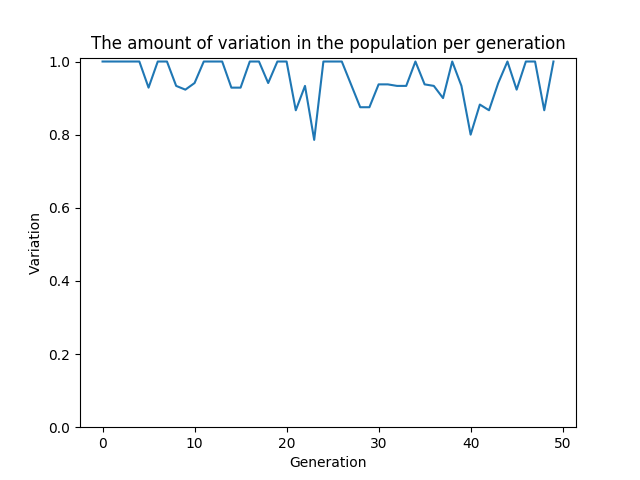 The amount of variation in the population per generation
1.0
0.8
0.6
0.4
0.2
0.0
Variation
0 10 20 30 40 50
Generation